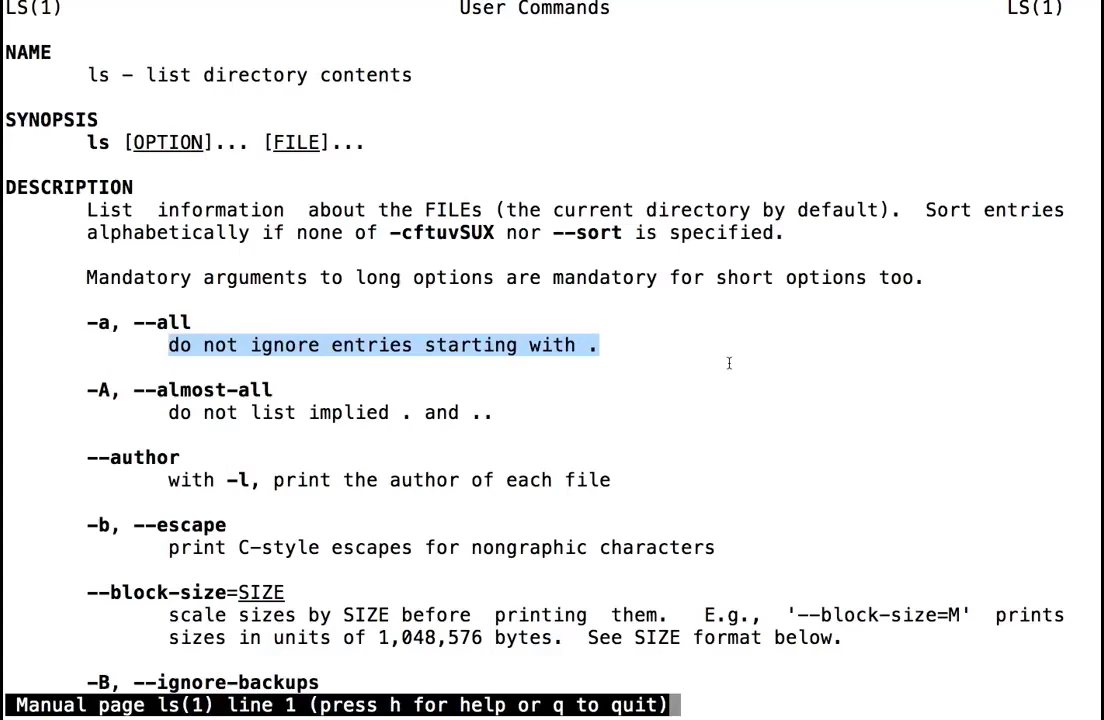 LS(1) User Commands LS(1)
NAME
ls - list directory contents
SYNOPSIS
ls [OPTION]... [FILE]...
DESCRIPTION
List information about the FILEs (the current directory by default). Sort entries
alphabetically if none of -cftuvSUX nor --sort is specified.
Mandatory arguments to long options are mandatory for short options too.
-a, --all
do not ignore entries starting with .
-A, --almost-all
do not list implied . and ..
--author
with -l, print the author of each file
-b, --escape
print C-style escapes for nongraphic characters
--block-size=SIZE
scale sizes by SIZE before printing them. E.g., '--block-size=M' prints
sizes in units of 1,048,576 bytes. See SIZE format below.
-B, --ignore-backups
Manual page ls(1) line 1 (press h for help or q to quit)